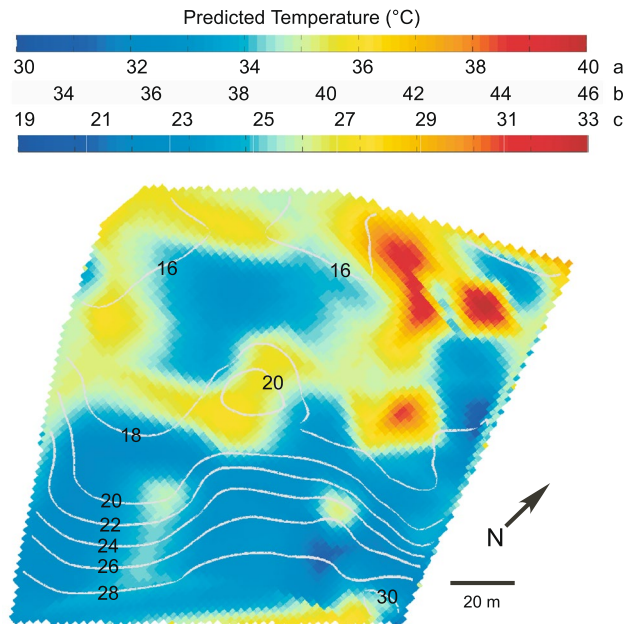 Predicted Temperature (°C)
30 32 34 36 38 40 a
34 36 38 40 42 44 46 b
19 21 23 25 27 29 31 33 c
16 16
20
18
20
22
24
26
28
30
N
20 m